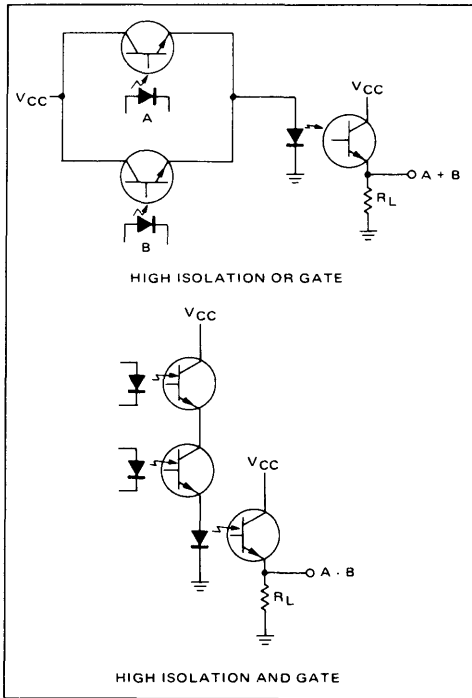 VCC
A
VCC
A + B
RL
B
HIGH ISOLATION OR GATE
VCC
VCC
A · B
RL
HIGH ISOLATION AND GATE